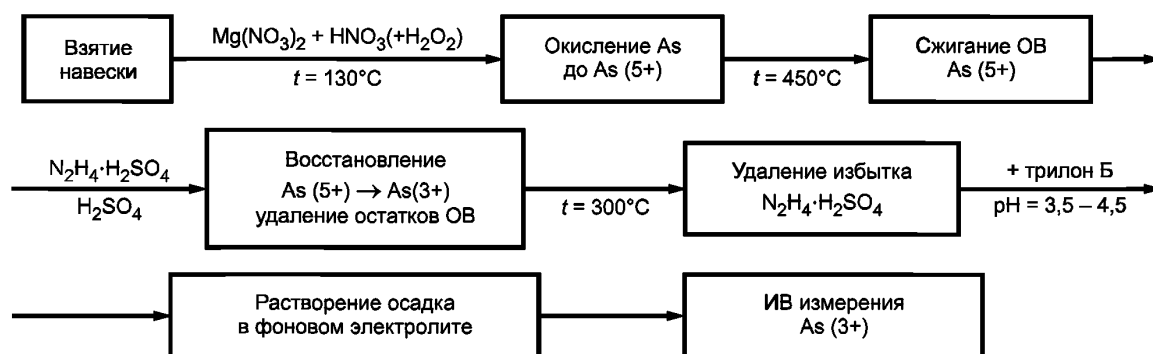 Взятие
навески
Mg(NO₃)₂ + HNO₃(+H₂O₂)
t = 130°C
Окисление As
до As (5+)
t = 450°C
Сжигание ОВ
As (5+)
N₂H₄·H₂SO₄
H₂SO₄
Восстановление
As (5+) → As(3+)
удаление остатков ОВ
t = 300°C
Удаление избытка
N₂H₄·H₂SO₄
+ трилон Б
pH = 3,5 – 4,5
Растворение осадка
в фоновом электролите
ИВ измерения
As (3+)